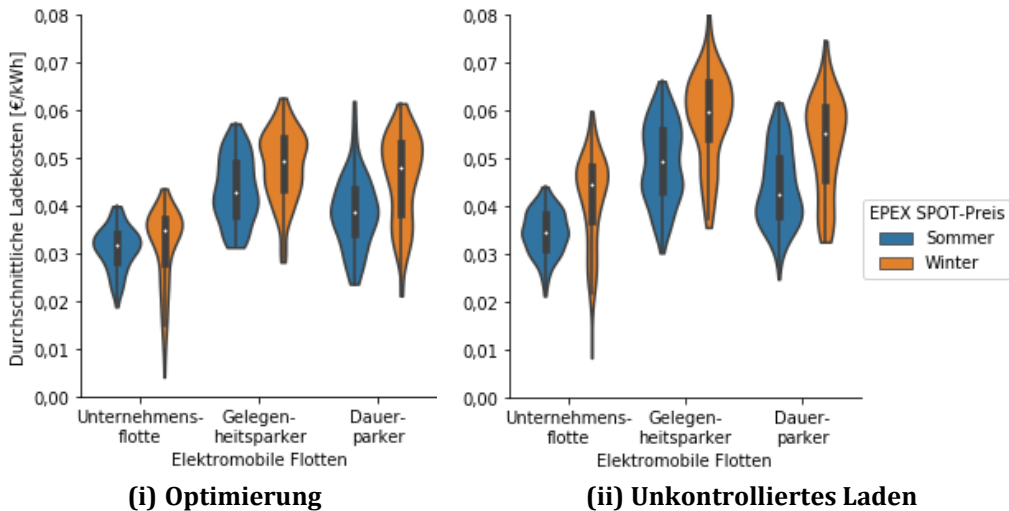 Durchschnittliche Ladekosten [€/kWh]
0,08
0,07
0,06
0,05
0,04
0,03
0,02
0,01
0,00
Unternehmens-
flotte
Gelegen-
heitsparker
Dauer-
parker
Elektromobile Flotten
(i) Optimierung
0,08
0,07
0,06
0,05
0,04
0,03
0,02
0,01
0,00
Unternehmens-
flotte
Gelegen-
heitsparker
Dauer-
parker
Elektromobile Flotten
(ii) Unkontrolliertes Laden
EPEX SPOT-Preis
Sommer
Winter